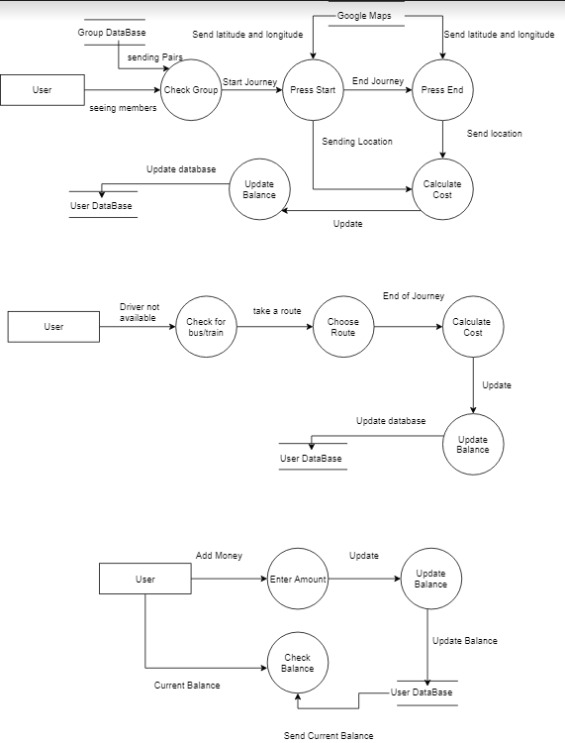 Google Maps
Group DataBase
Send latitude and longitude
Send latitude and longitude
sending Pairs
User
Check Group
Start Journey
Press Start
End Journey
Press End
seeing members
Sending Location
Send location
Update database
Update
Balance
Calculate
Cost
User DataBase
Update
Driver not
available
End of Journey
User
Check for
bus/train
take a route
Choose
Route
Calculate
Cost
Update
Update database
Update
Balance
User DataBase
Add Money
Update
User
Enter Amount
Update
Balance
Update Balance
Check
Balance
Current Balance
User DataBase
Send Current Balance